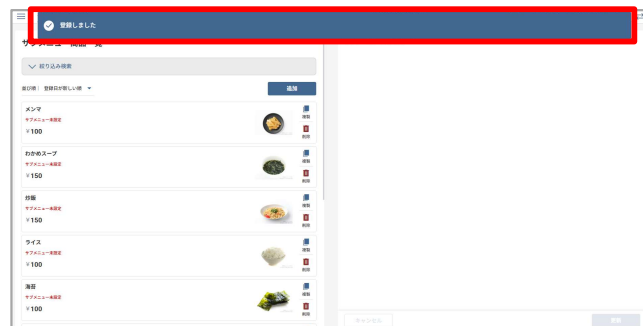 登録しました
サブメニュー商品一覧
絞り込み検索
並び順： 登録日が新しい順
追加
メンマ
サブメニュー未設定
¥100
複製
削除
わかめスープ
サブメニュー未設定
¥150
複製
削除
炒飯
サブメニュー未設定
¥150
複製
削除
ライス
サブメニュー未設定
¥100
複製
削除
海苔
サブメニュー未設定
¥100
複製
削除
キャンセル
登録